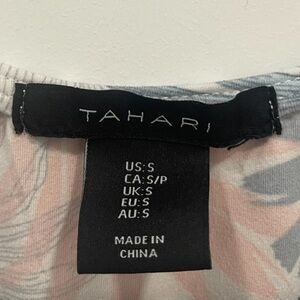 TAHARI
US:S
CA:S/P
UK:S
EU:S
AU:S
MADE IN
CHINA